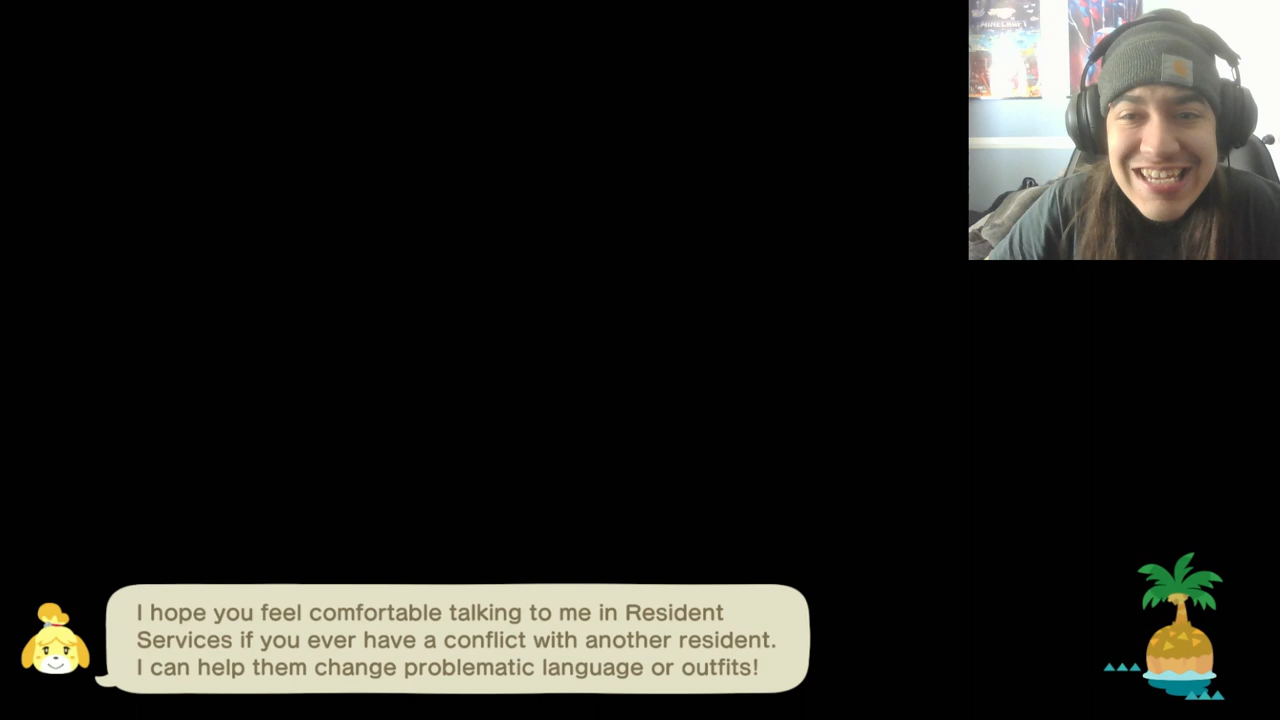 MINECRAFT
I hope you feel comfortable talking to me in Resident
Services if you ever have a conflict with another resident.
I can help them change problematic language or outfits!